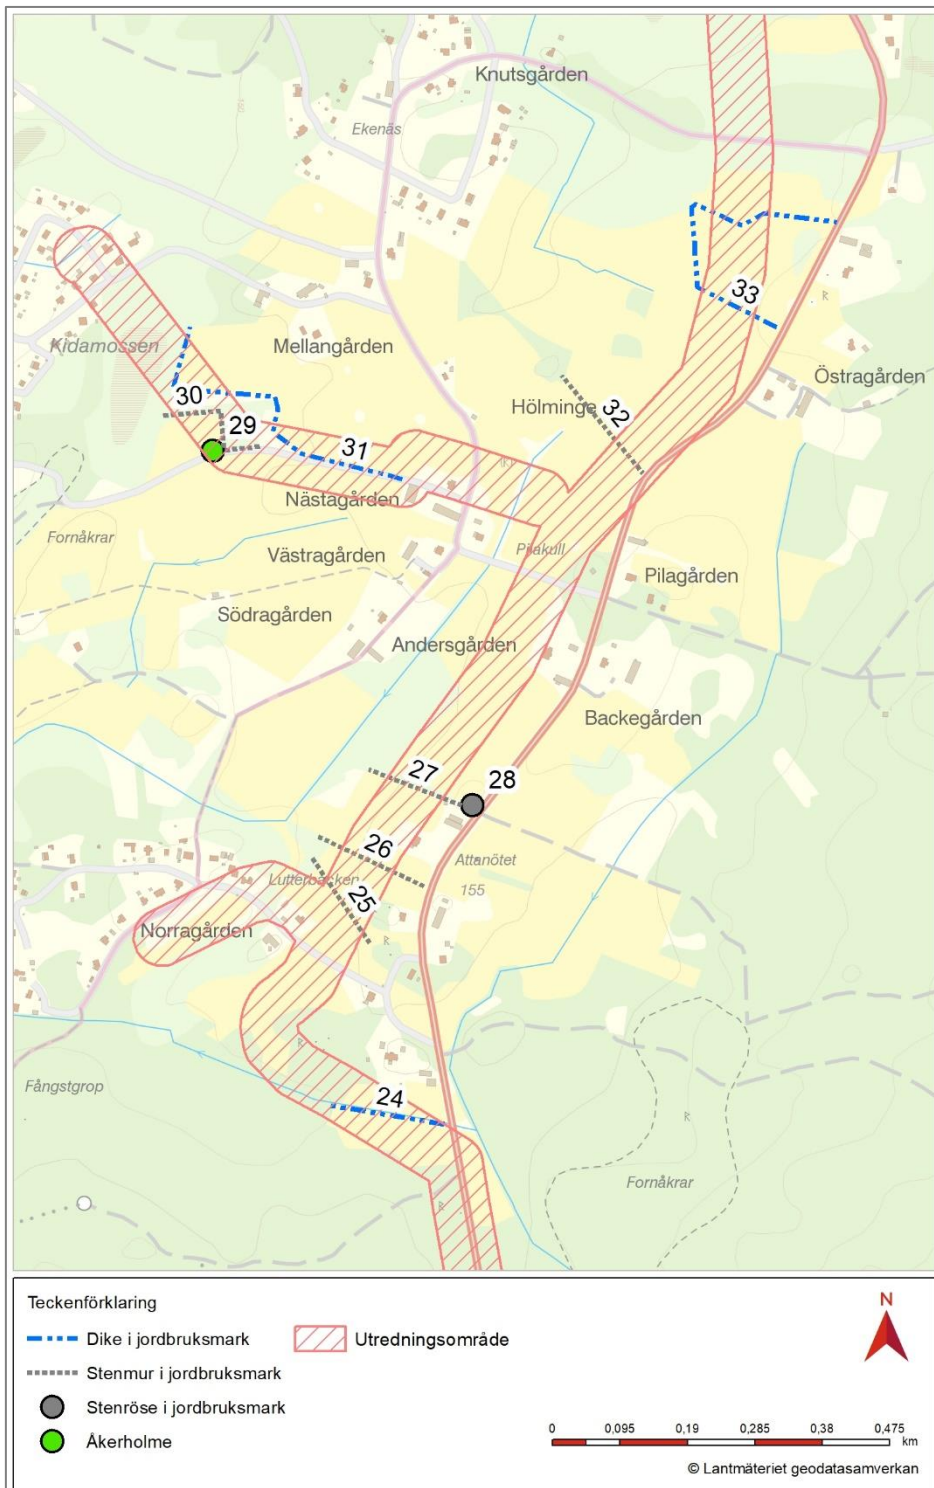 Knutsgården
Ekenäs
33
Kidamossen
Mellangården
Östragården
30
Hölminge
32
29
31
Nästagården
Fornåkrar
Västragården
Pilakull
Pilagården
Södragården
Andersgården
Backegården
27
28
26
Attanötet
Lutterbäcken
155
25
Norragården
24
Fångstgrop
Fornåkrar
Teckenförklaring
Dike i jordbruksmark
Utredningsområde
Stenmur i jordbruksmark
Stenröse i jordbruksmark
Åkerholme
N
0 0,095 0,19 0,285 0,38 0,475
km
© Lantmäteriet geodatasamverkan